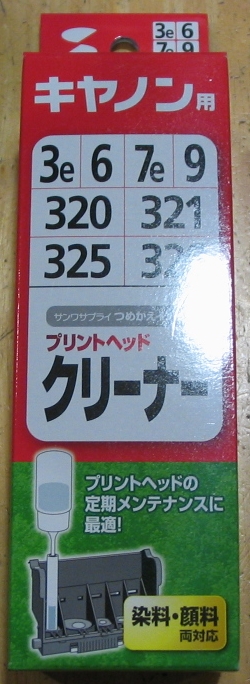 3e 6
7e 9
キヤノン用
3e 6 7e 9
320 321
325
サンワサプライ つめかえ
プリントヘッド
クリーナー
プリントヘッドの
定期メンテナンスに
最適!
染料・顔料
両対応